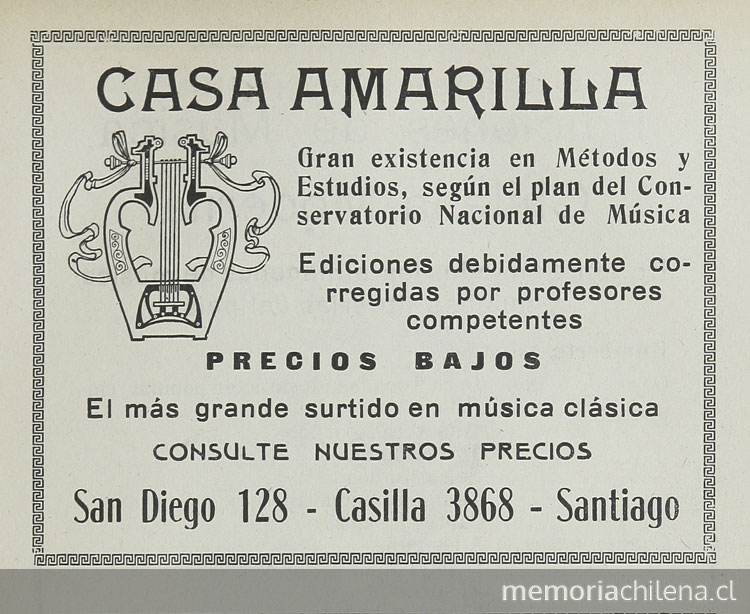 CASA AMARILLA
Gran existencia en Métodos y
Estudios, según el plan del Con-
servatorio Nacional de Música
Ediciones debidamente co-
rregidas por profesores
competentes
PRECIOS BAJOS
El más grande surtido en música clásica
CONSULTE NUESTROS PRECIOS
San Diego 128 - Casilla 3868 - Santiago
memoriachilena.cl